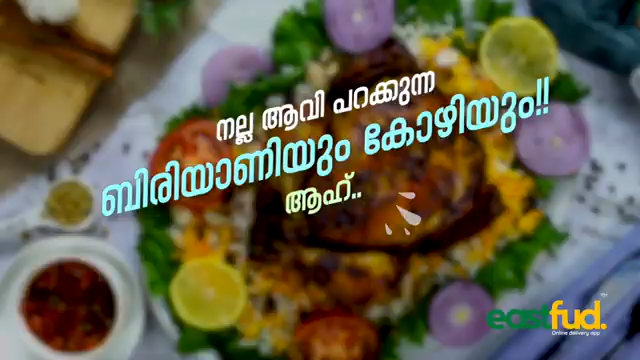 നല്ല ആവി പറക്കുന്ന
ബിരിയാണിയും കോഴിയും!!
ആഹ്..
eastfud.
Online delivery app